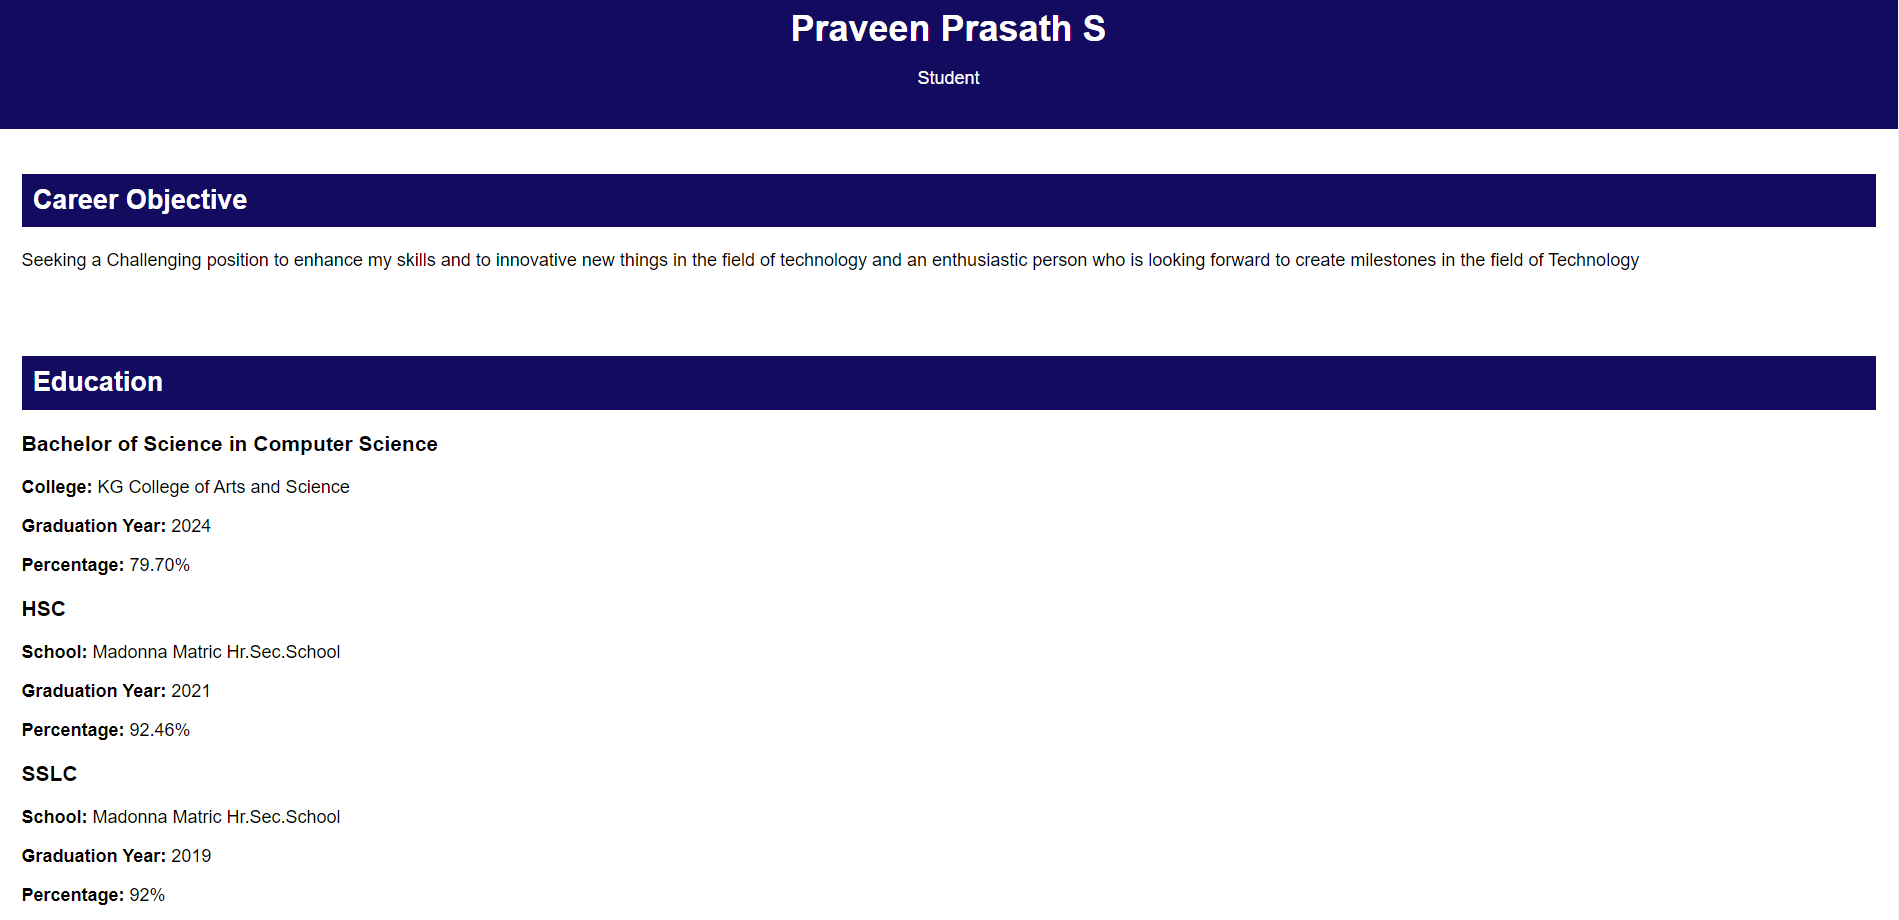 Praveen Prasath S
Student
Career Objective
Seeking a Challenging position to enhance my skills and to innovative new things in the field of technology and an enthusiastic person who is looking forward to create milestones in the field of Technology
Education
Bachelor of Science in Computer Science
College: KG College of Arts and Science
Graduation Year: 2024
Percentage: 79.70%
HSC
School: Madonna Matric Hr.Sec.School
Graduation Year: 2021
Percentage: 92.46%
SSLC
School: Madonna Matric Hr.Sec.School
Graduation Year: 2019
Percentage: 92%